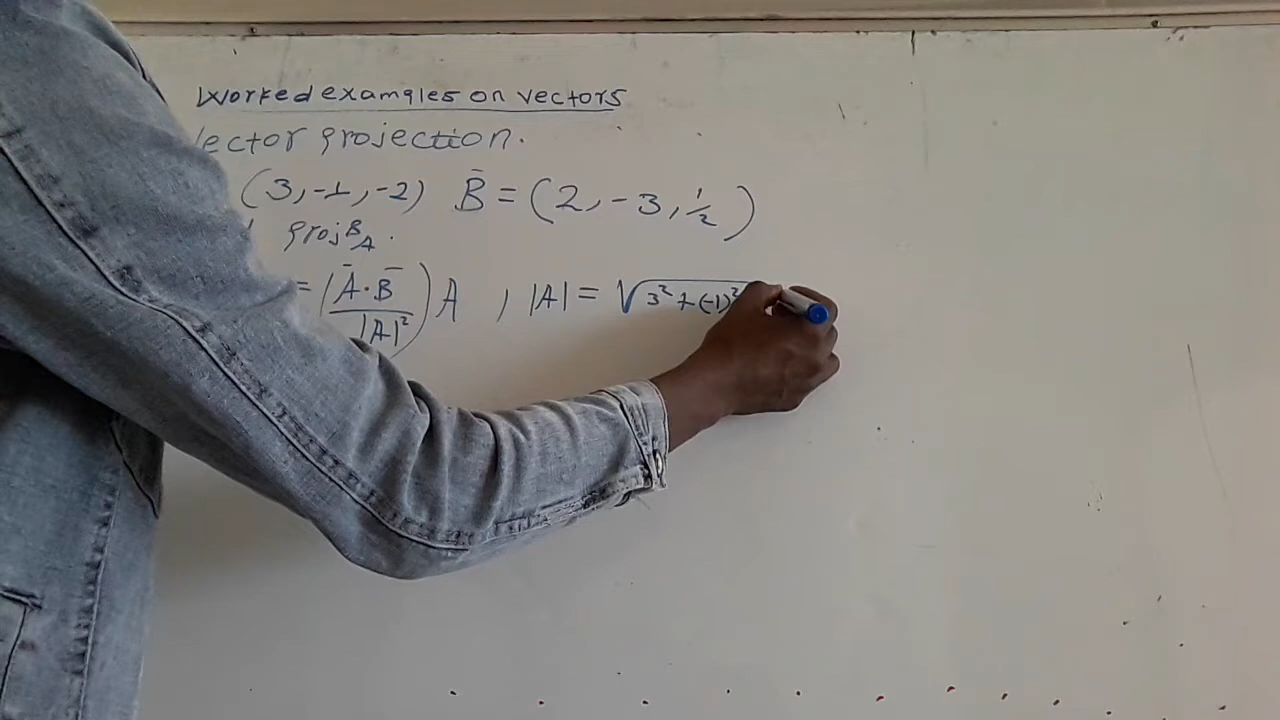 Worked examples on vectors
ector projection.
(3,-1,-2) B̄ = (2, -3, 1/2)
proj B A.
= (Ā·B̄ / |A|²) A , |A| = √3² + (-1)²